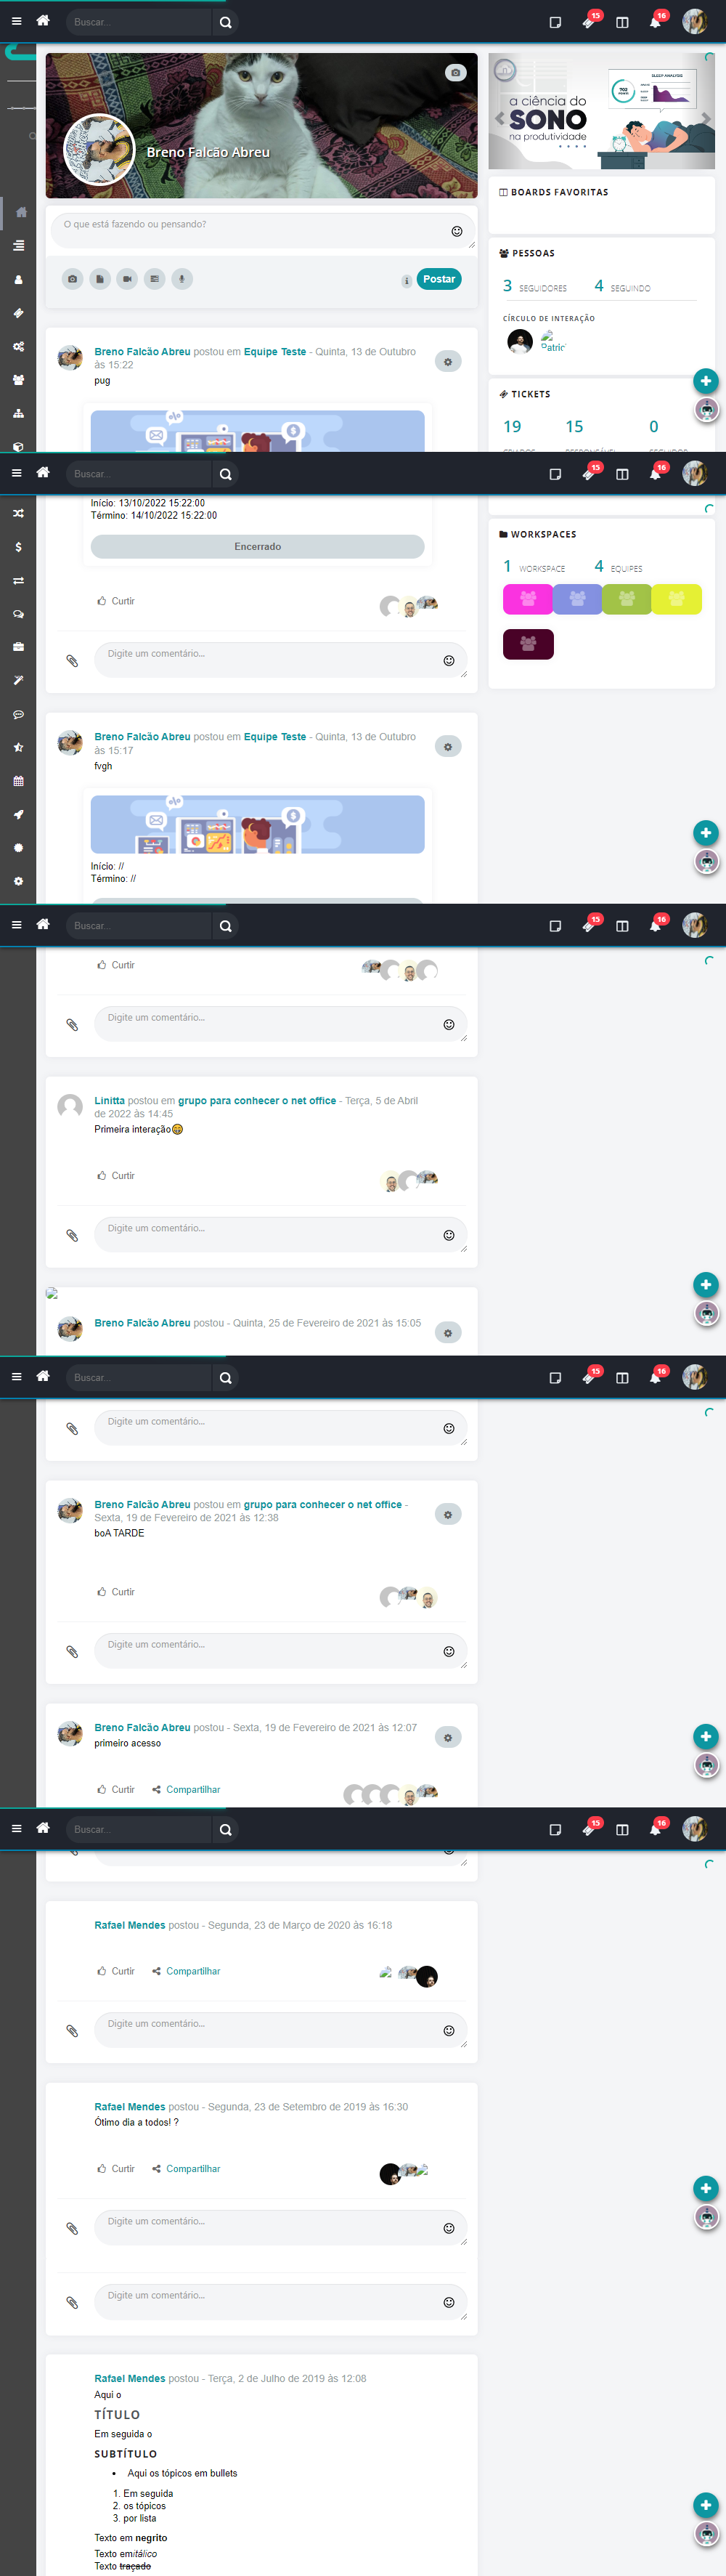 Buscar...
15
16
Breno Falcão Abreu
a ciência do
SONO
na produtividade
SLEEP ANALYSIS
BOARDS FAVORITAS
O que está fazendo ou pensando?
Postar
PESSOAS
3 SEGUIDORES 4 SEGUINDO
CÍRCULO DE INTERAÇÃO
Patric
Breno Falcão Abreu postou em Equipe Teste - Quinta, 13 de Outubro
às 15:22
pug
TICKETS
19 15 0
Buscar...
15
16
Início: 13/10/2022 15:22:00
Término: 14/10/2022 15:22:00
Encerrado
Curtir
Digite um comentário...
WORKSPACES
1 WORKSPACE 4 EQUIPES
Breno Falcão Abreu postou em Equipe Teste - Quinta, 13 de Outubro
às 15:17
fvgh
Início: //
Término: //
Buscar...
15
16
Curtir
Digite um comentário...
Linitta postou em grupo para conhecer o net office - Terça, 5 de Abril
de 2022 às 14:45
Primeira interação😁
Curtir
Digite um comentário...
Breno Falcão Abreu postou - Quinta, 25 de Fevereiro de 2021 às 15:05
Buscar...
15
16
Digite um comentário...
Breno Falcão Abreu postou em grupo para conhecer o net office -
Sexta, 19 de Fevereiro de 2021 às 12:38
boA TARDE
Curtir
Digite um comentário...
Breno Falcão Abreu postou - Sexta, 19 de Fevereiro de 2021 às 12:07
primeiro acesso
Curtir Compartilhar
Buscar...
15
16
Rafael Mendes postou - Segunda, 23 de Março de 2020 às 16:18
Curtir Compartilhar
Digite um comentário...
Rafael Mendes postou - Segunda, 23 de Setembro de 2019 às 16:30
Ótimo dia a todos! ?
Curtir Compartilhar
Digite um comentário...
Digite um comentário...
Rafael Mendes postou - Terça, 2 de Julho de 2019 às 12:08
Aqui o
TÍTULO
Em seguida o
SUBTÍTULO
• Aqui os tópicos em bullets
1. Em seguida
2. os tópicos
3. por lista
Texto em negrito
Texto emitálico
Texto traçado